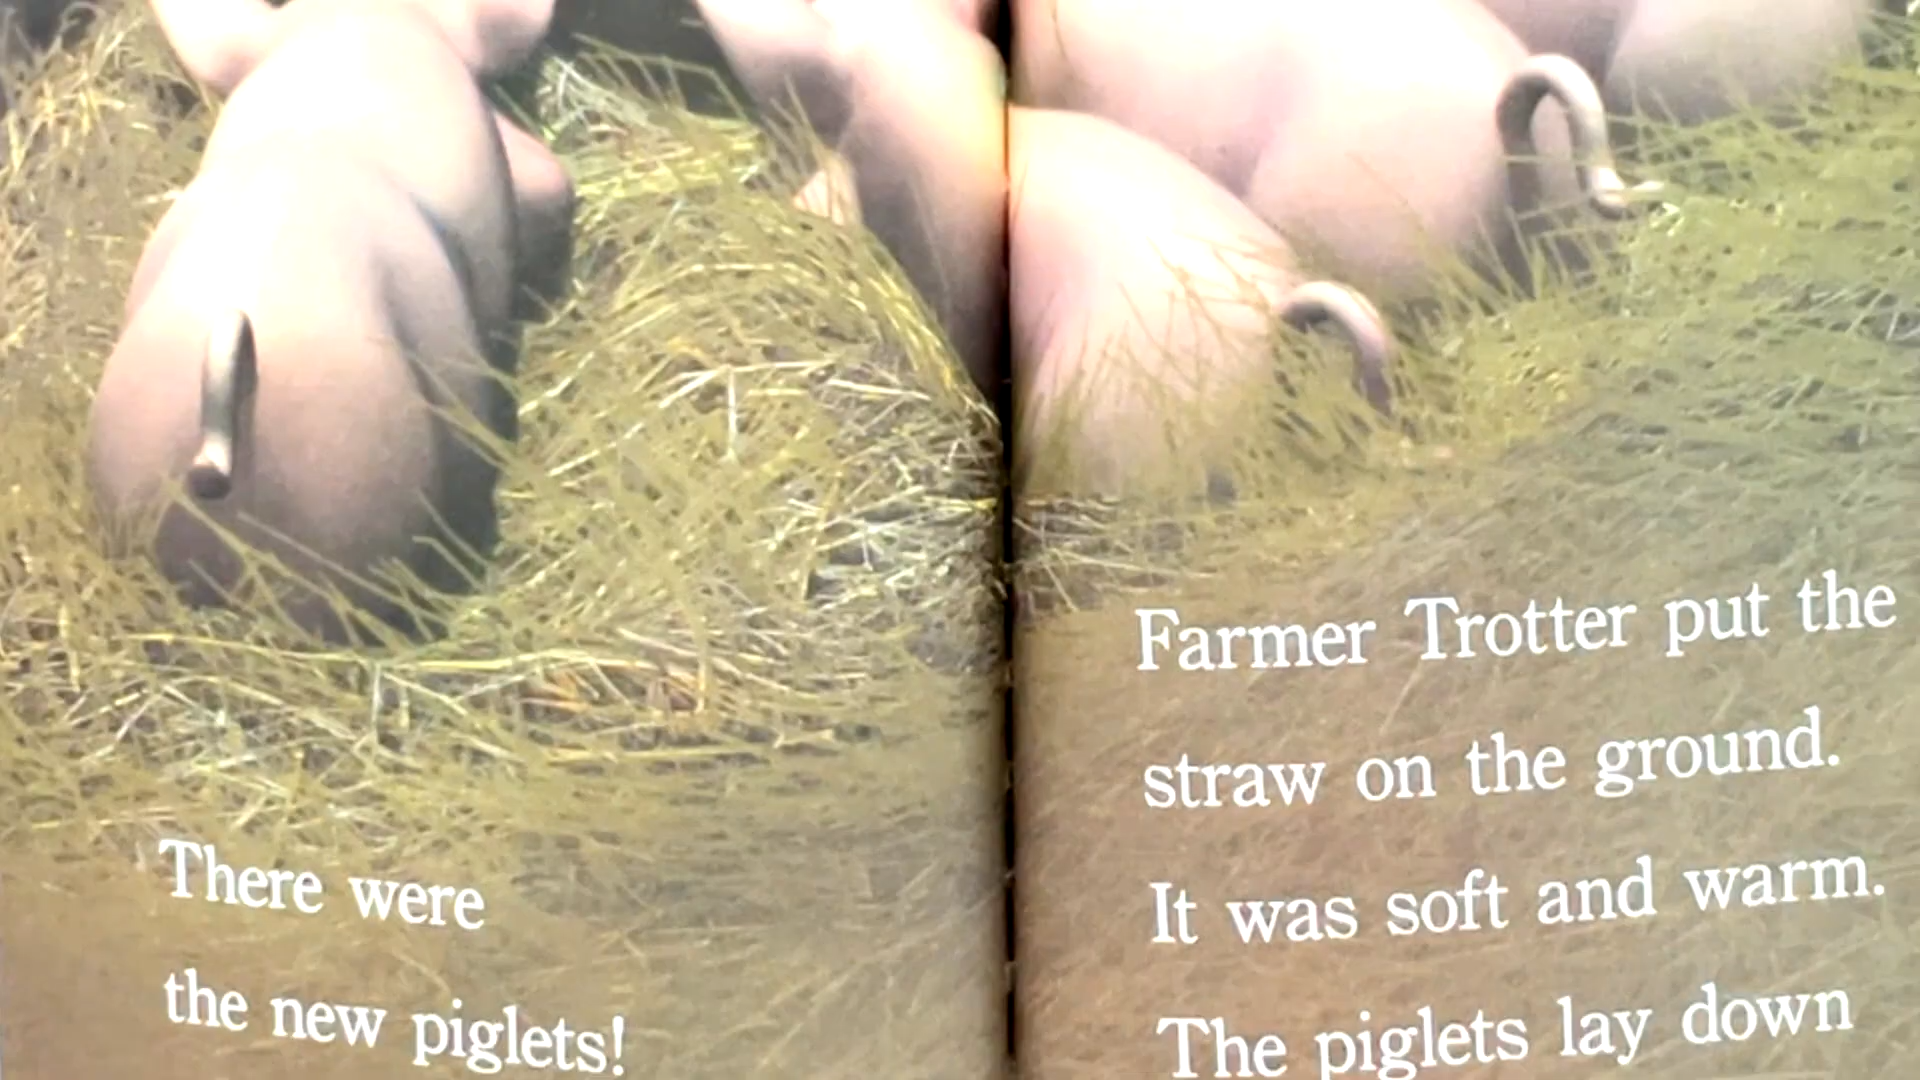 There were
the new piglets!
Farmer Trotter put the
straw on the ground.
It was soft and warm.
The piglets lay down